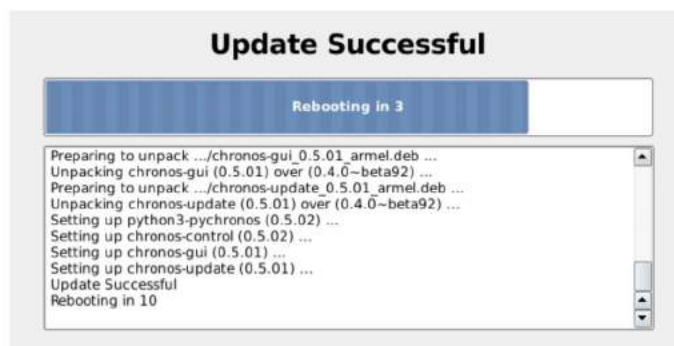 Update Successful
Rebooting in 3
Preparing to unpack .../chronos-gui_0.5.01_armel.deb ...
Unpacking chronos-gui (0.5.01) over (0.4.0~beta92) ...
Preparing to unpack .../chronos-update_0.5.01_armel.deb ...
Unpacking chronos-update (0.5.01) over (0.4.0~beta92) ...
Setting up python3-pychronos (0.5.02) ...
Setting up chronos-control (0.5.02) ...
Setting up chronos-gui (0.5.01) ...
Setting up chronos-update (0.5.01) ...
Update Successful
Rebooting in 10